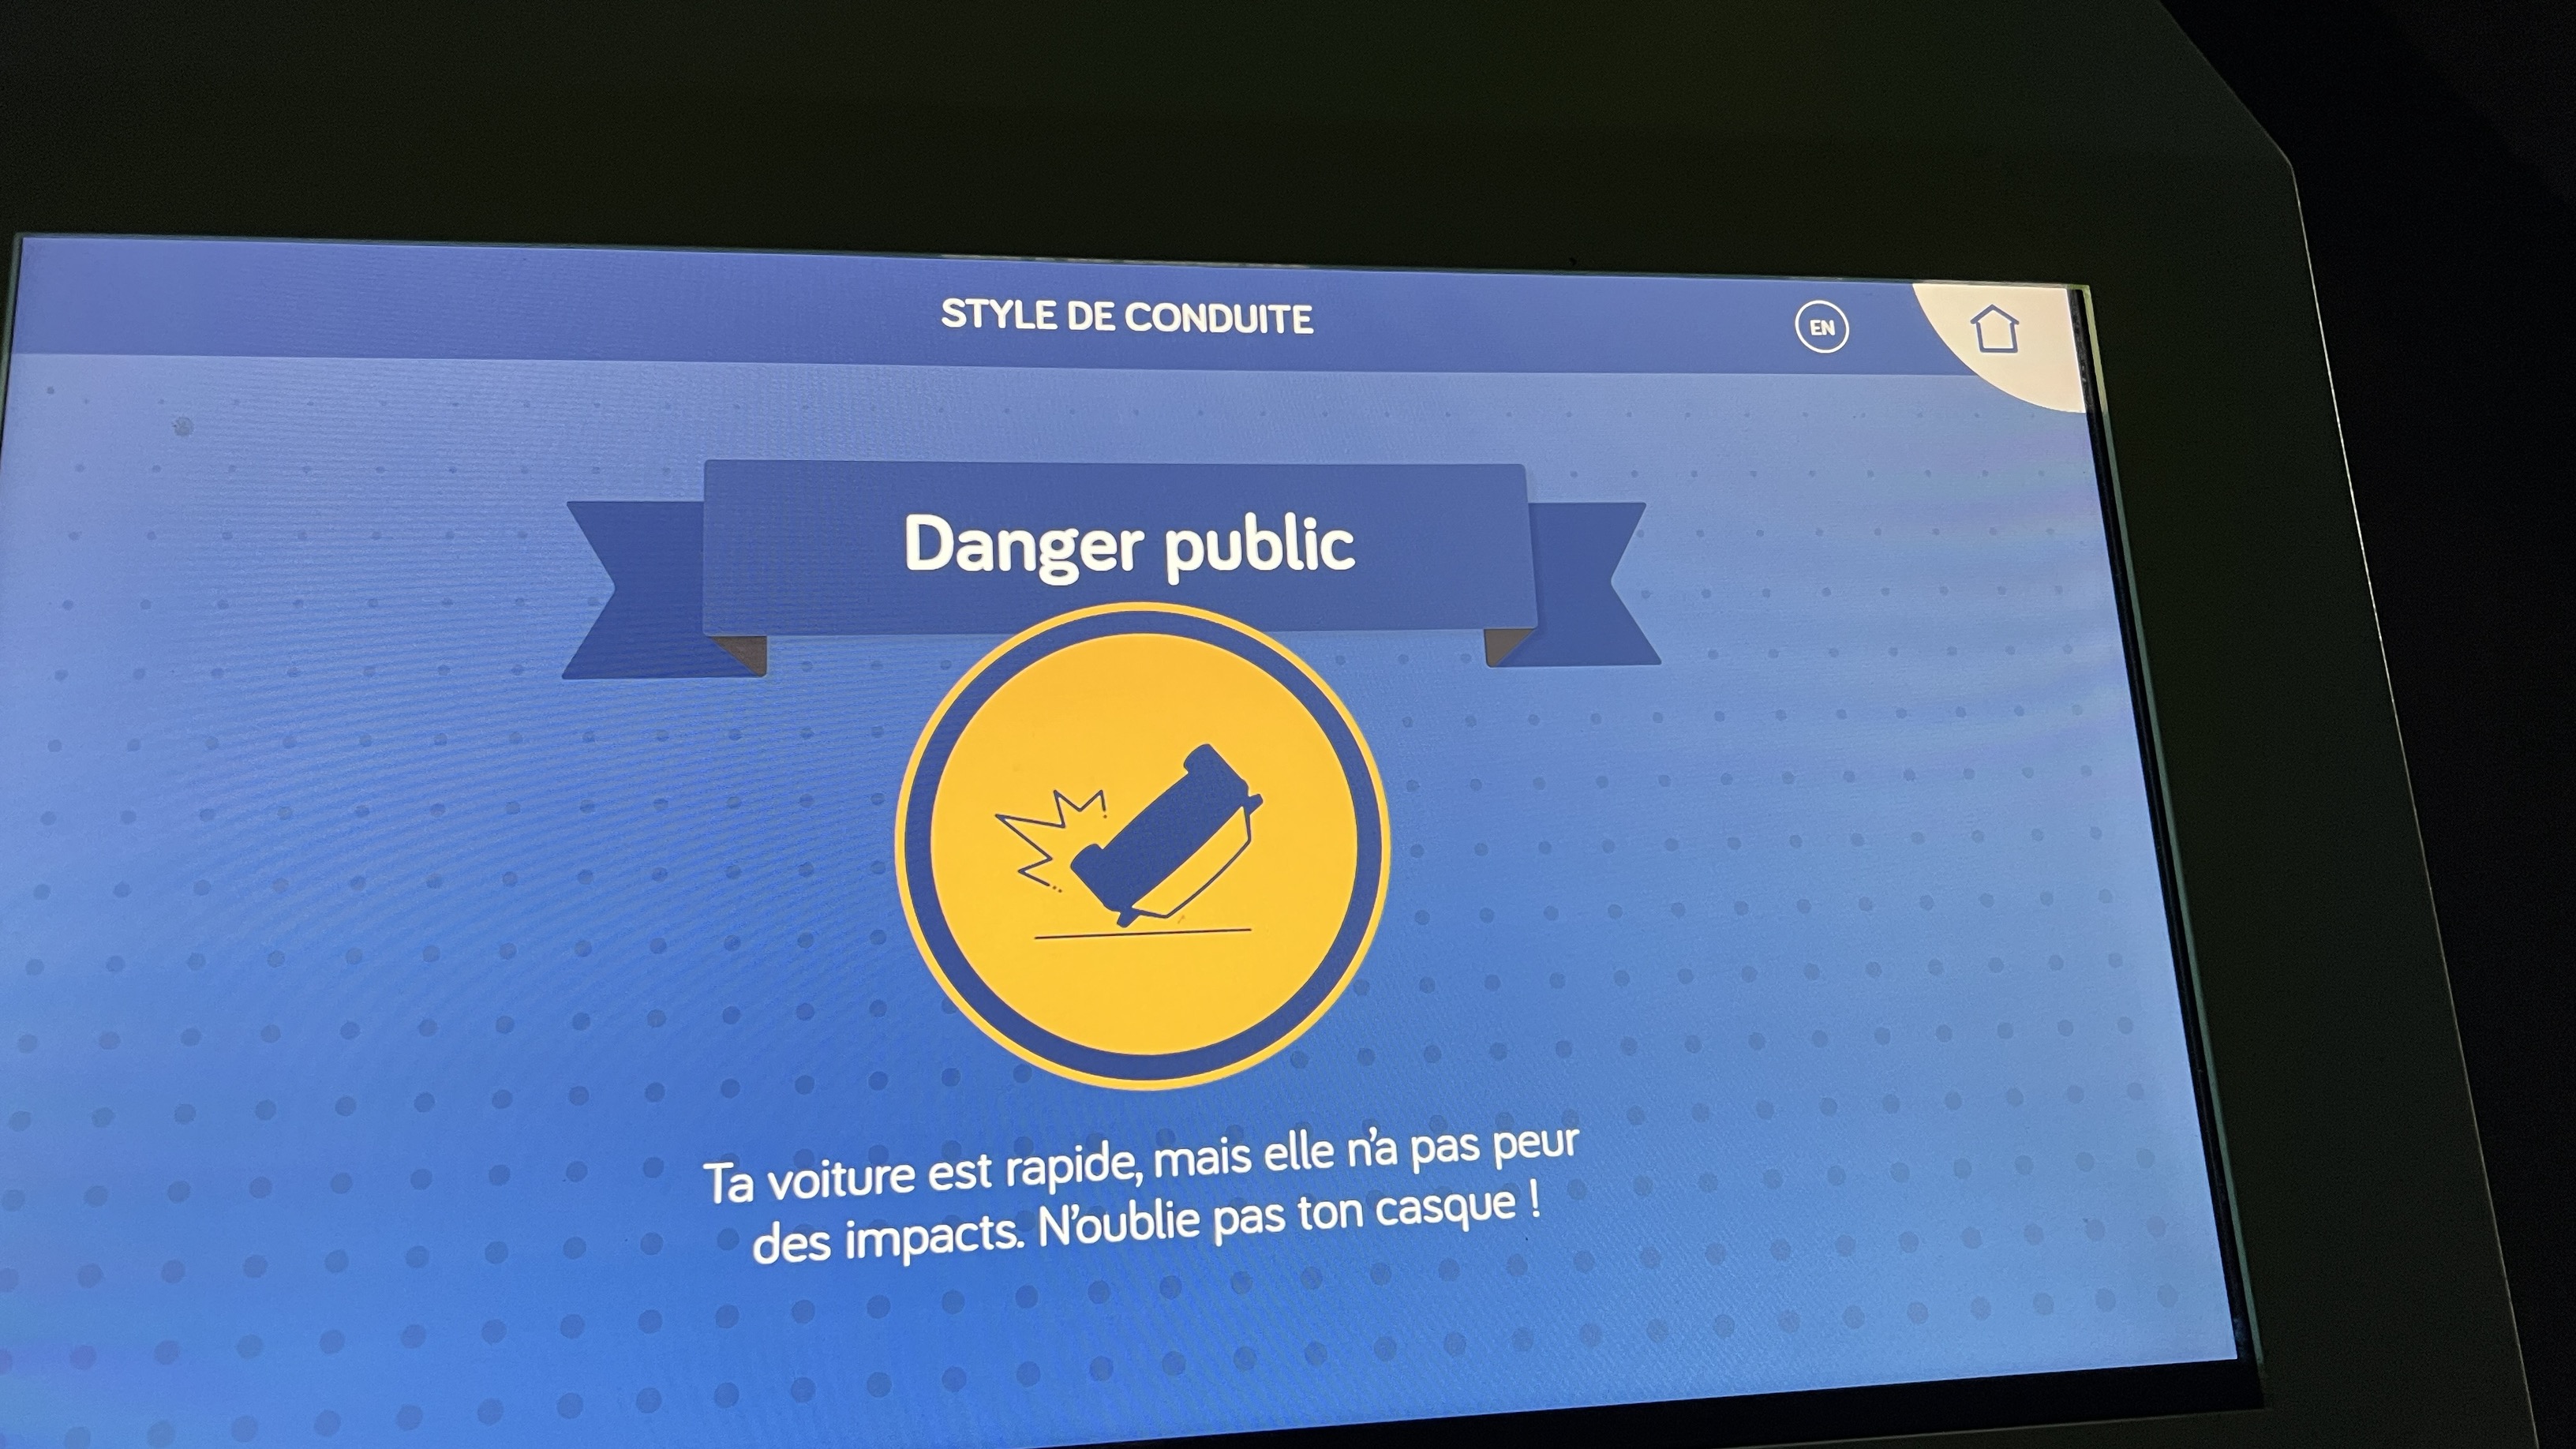 STYLE DE CONDUITE
EN
Danger public
Ta voiture est rapide, mais elle n'a pas peur
des impacts. N'oublie pas ton casque !